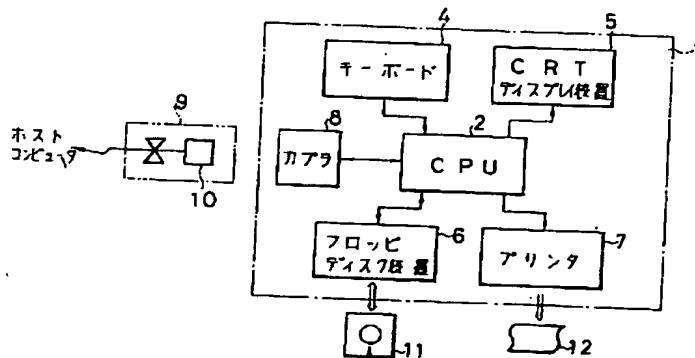 4
キーボード
5
CRT
ディスプレイ装置
9
ホスト
コンピュータ
10
8
カプラ
2
CPU
フロッピ
ディスク装置
6
プリンタ
7
11
12